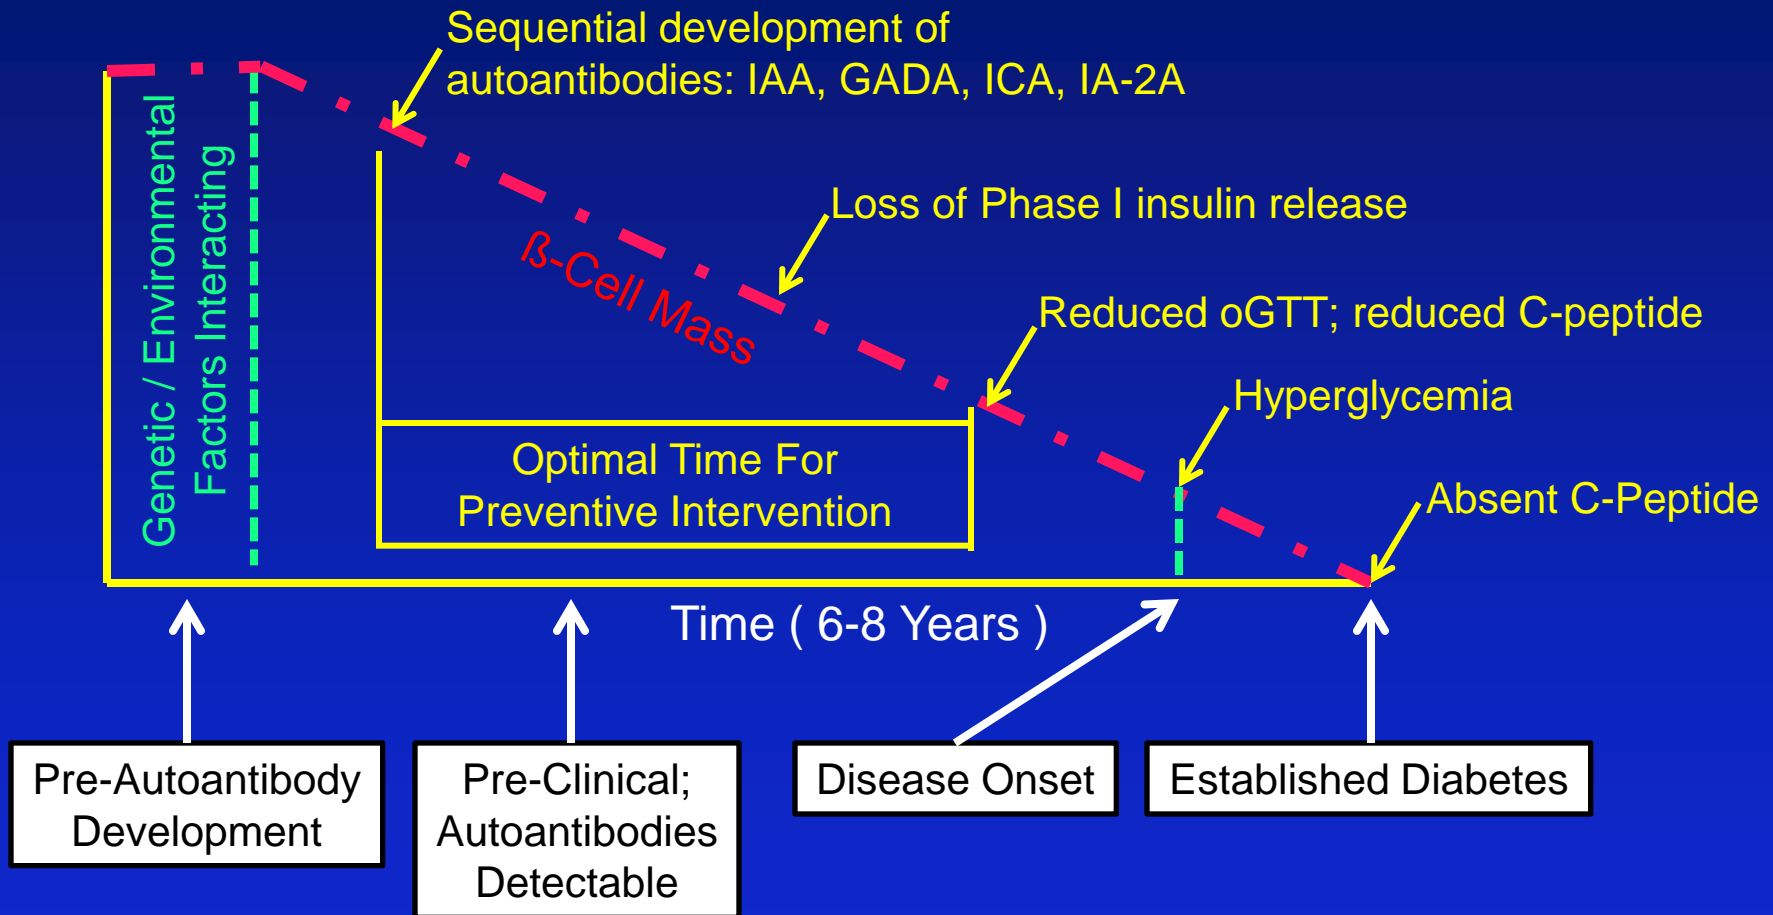 Sequential development of
autoantibodies: IAA, GADA, ICA, IA-2A
Genetic / Environmental
Factors Interacting
Loss of Phase I insulin release
ß-Cell Mass
Reduced oGTT; reduced C-peptide
Hyperglycemia
Optimal Time For
Preventive Intervention
Absent C-Peptide
Time ( 6-8 Years )
Pre-Autoantibody
Development
Pre-Clinical;
Autoantibodies
Detectable
Disease Onset
Established Diabetes